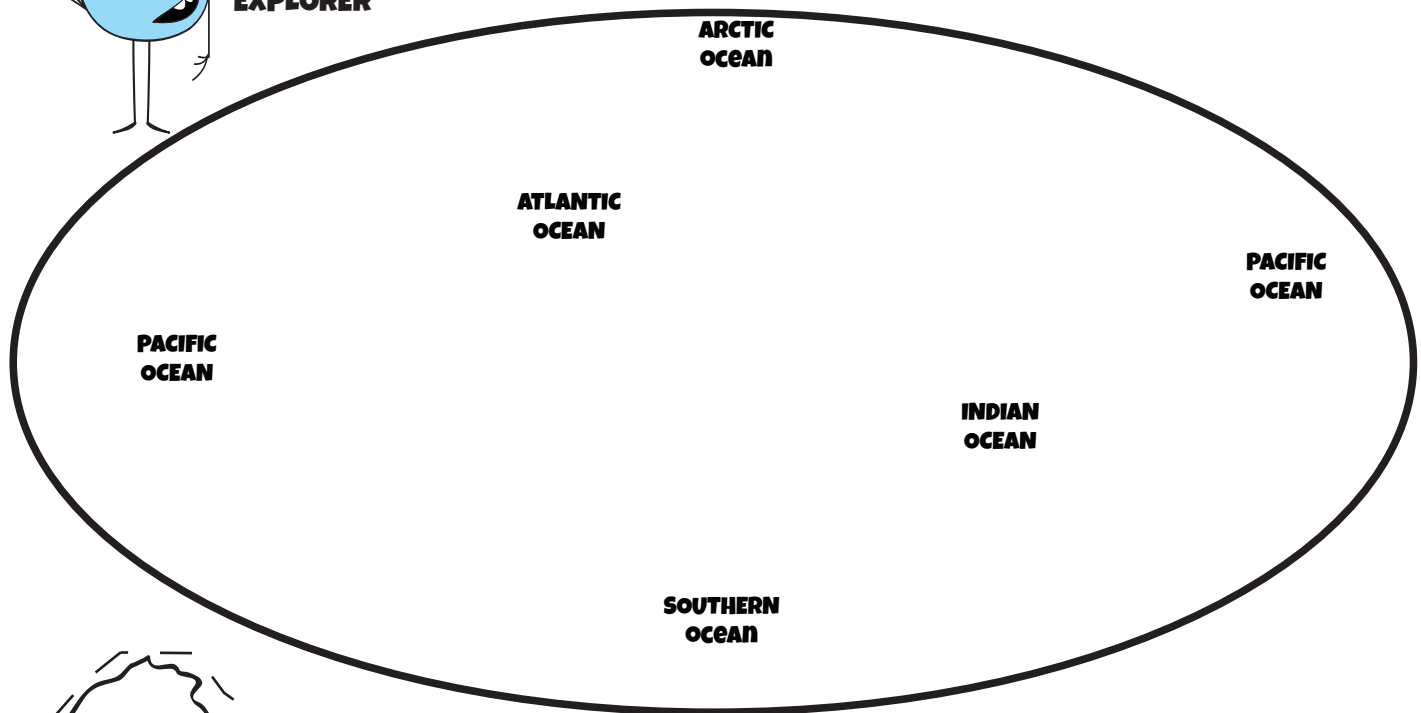 EXPLORER
ARCTIC
OCEAN
ATLANTIC
OCEAN
PACIFIC
OCEAN
PACIFIC
OCEAN
INDIAN
OCEAN
SOUTHERN
OCEAN